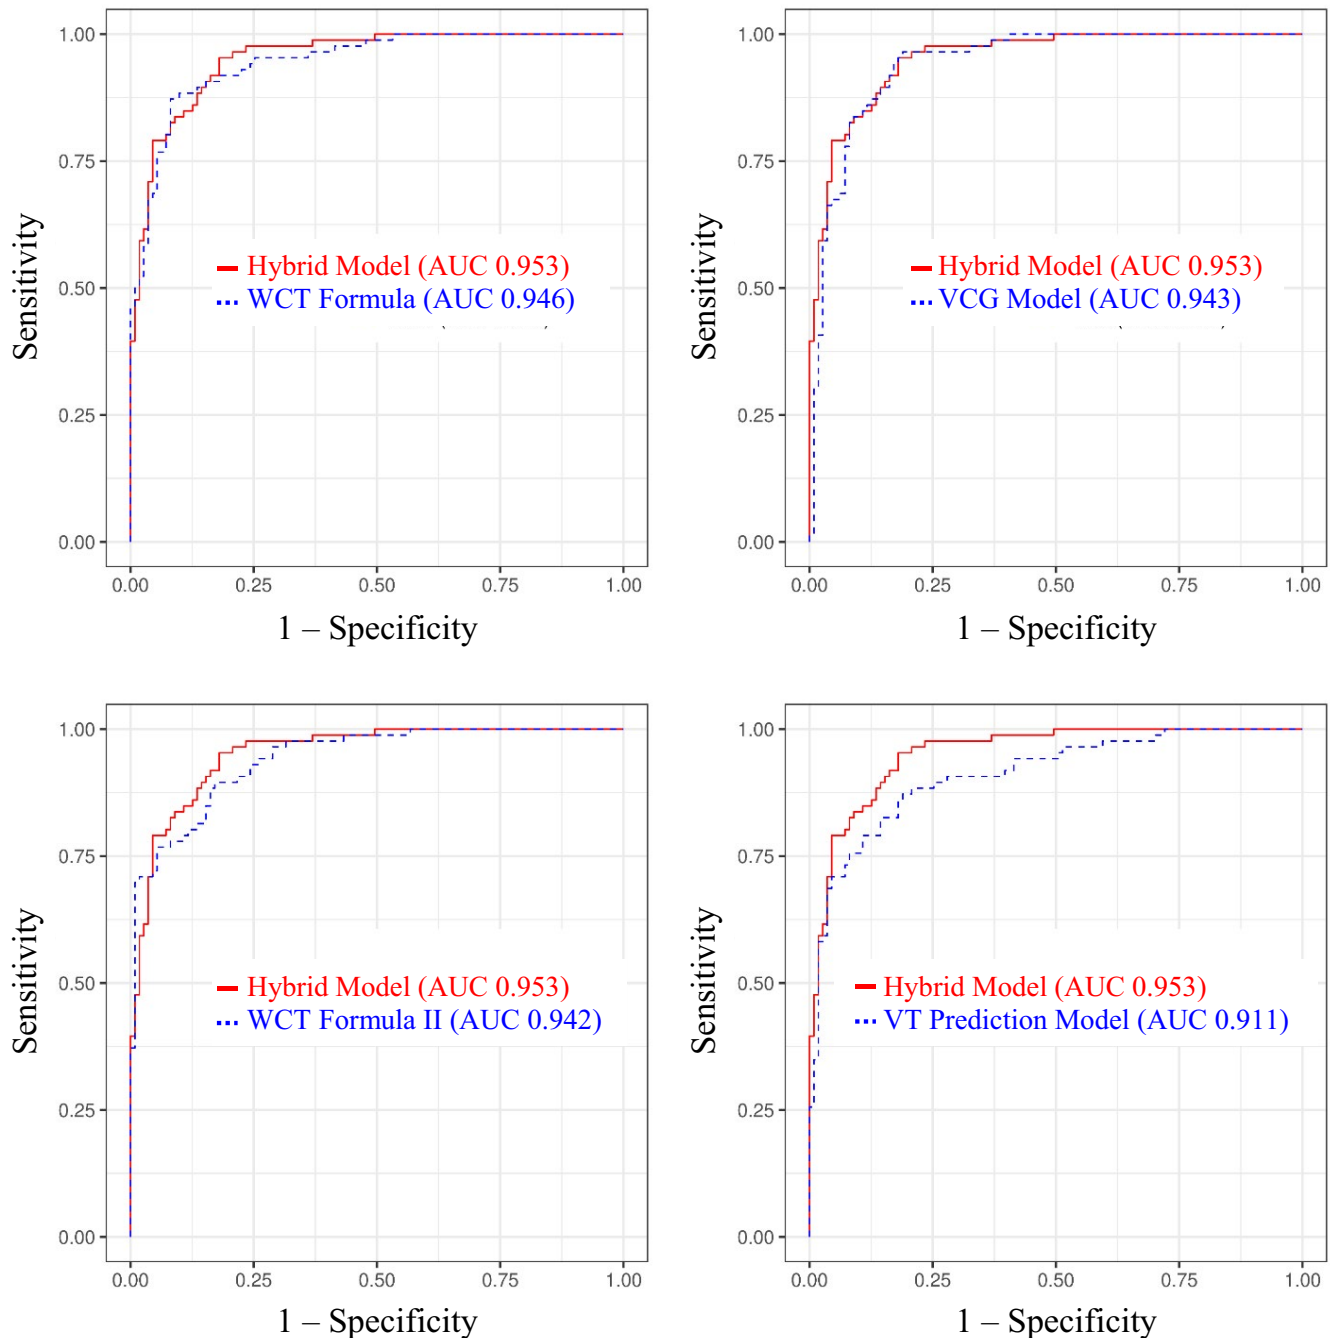 1.00
0.75
0.50
0.25
0.00
Sensitivity
Hybrid Model (AUC 0.953)
WCT Formula (AUC 0.946)
0.00 0.25 0.50 0.75 1.00
1 – Specificity
1.00
0.75
0.50
0.25
0.00
Sensitivity
Hybrid Model (AUC 0.953)
VCG Model (AUC 0.943)
0.00 0.25 0.50 0.75 1.00
1 – Specificity
1.00
0.75
0.50
0.25
0.00
Sensitivity
Hybrid Model (AUC 0.953)
WCT Formula II (AUC 0.942)
0.00 0.25 0.50 0.75 1.00
1 – Specificity
1.00
0.75
0.50
0.25
0.00
Sensitivity
Hybrid Model (AUC 0.953)
VT Prediction Model (AUC 0.911)
0.00 0.25 0.50 0.75 1.00
1 – Specificity